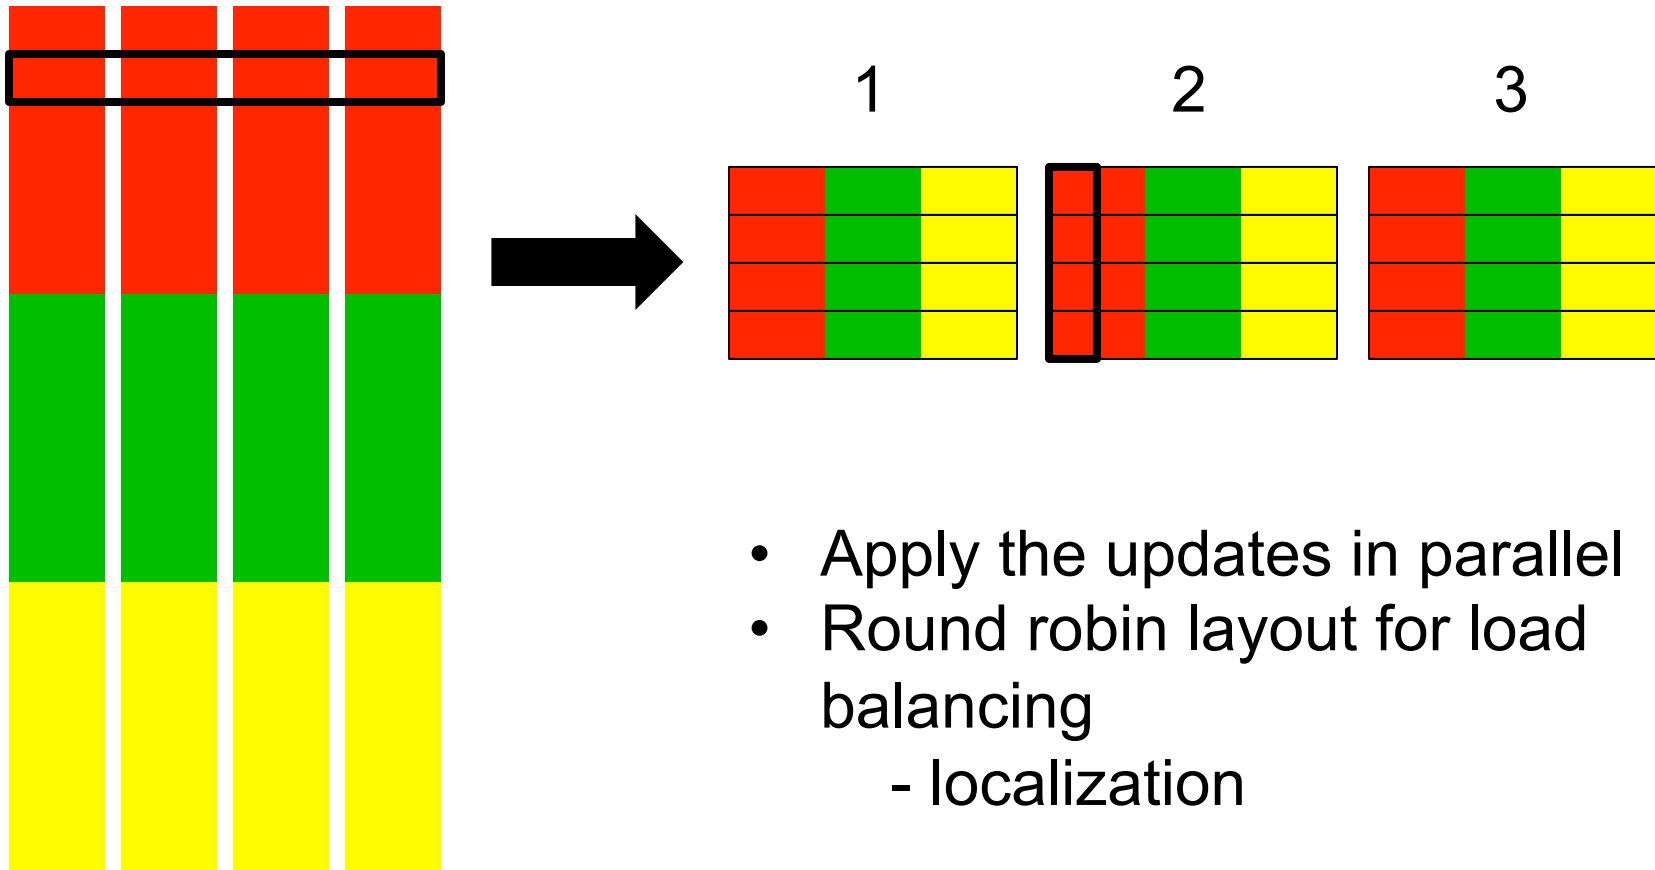 1 2 3
• Apply the updates in parallel
• Round robin layout for load
balancing
- localization